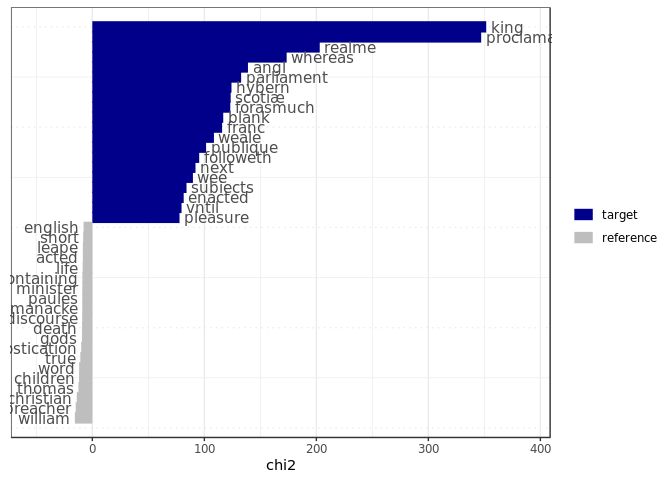 king
proclama
realme
whereas
angl
parliament
hybern
scotiæ
forasmuch
blank
franc
weale
publique
followeth
next
wee
subiects
enacted
vntil
pleasure
english
short
leape
acted
life
ontaining
minister
paules
manacke
discourse
death
gods
ostication
true
word
children
thomas
christian
preacher
william
target
reference
0 100 200 300 400
chi2